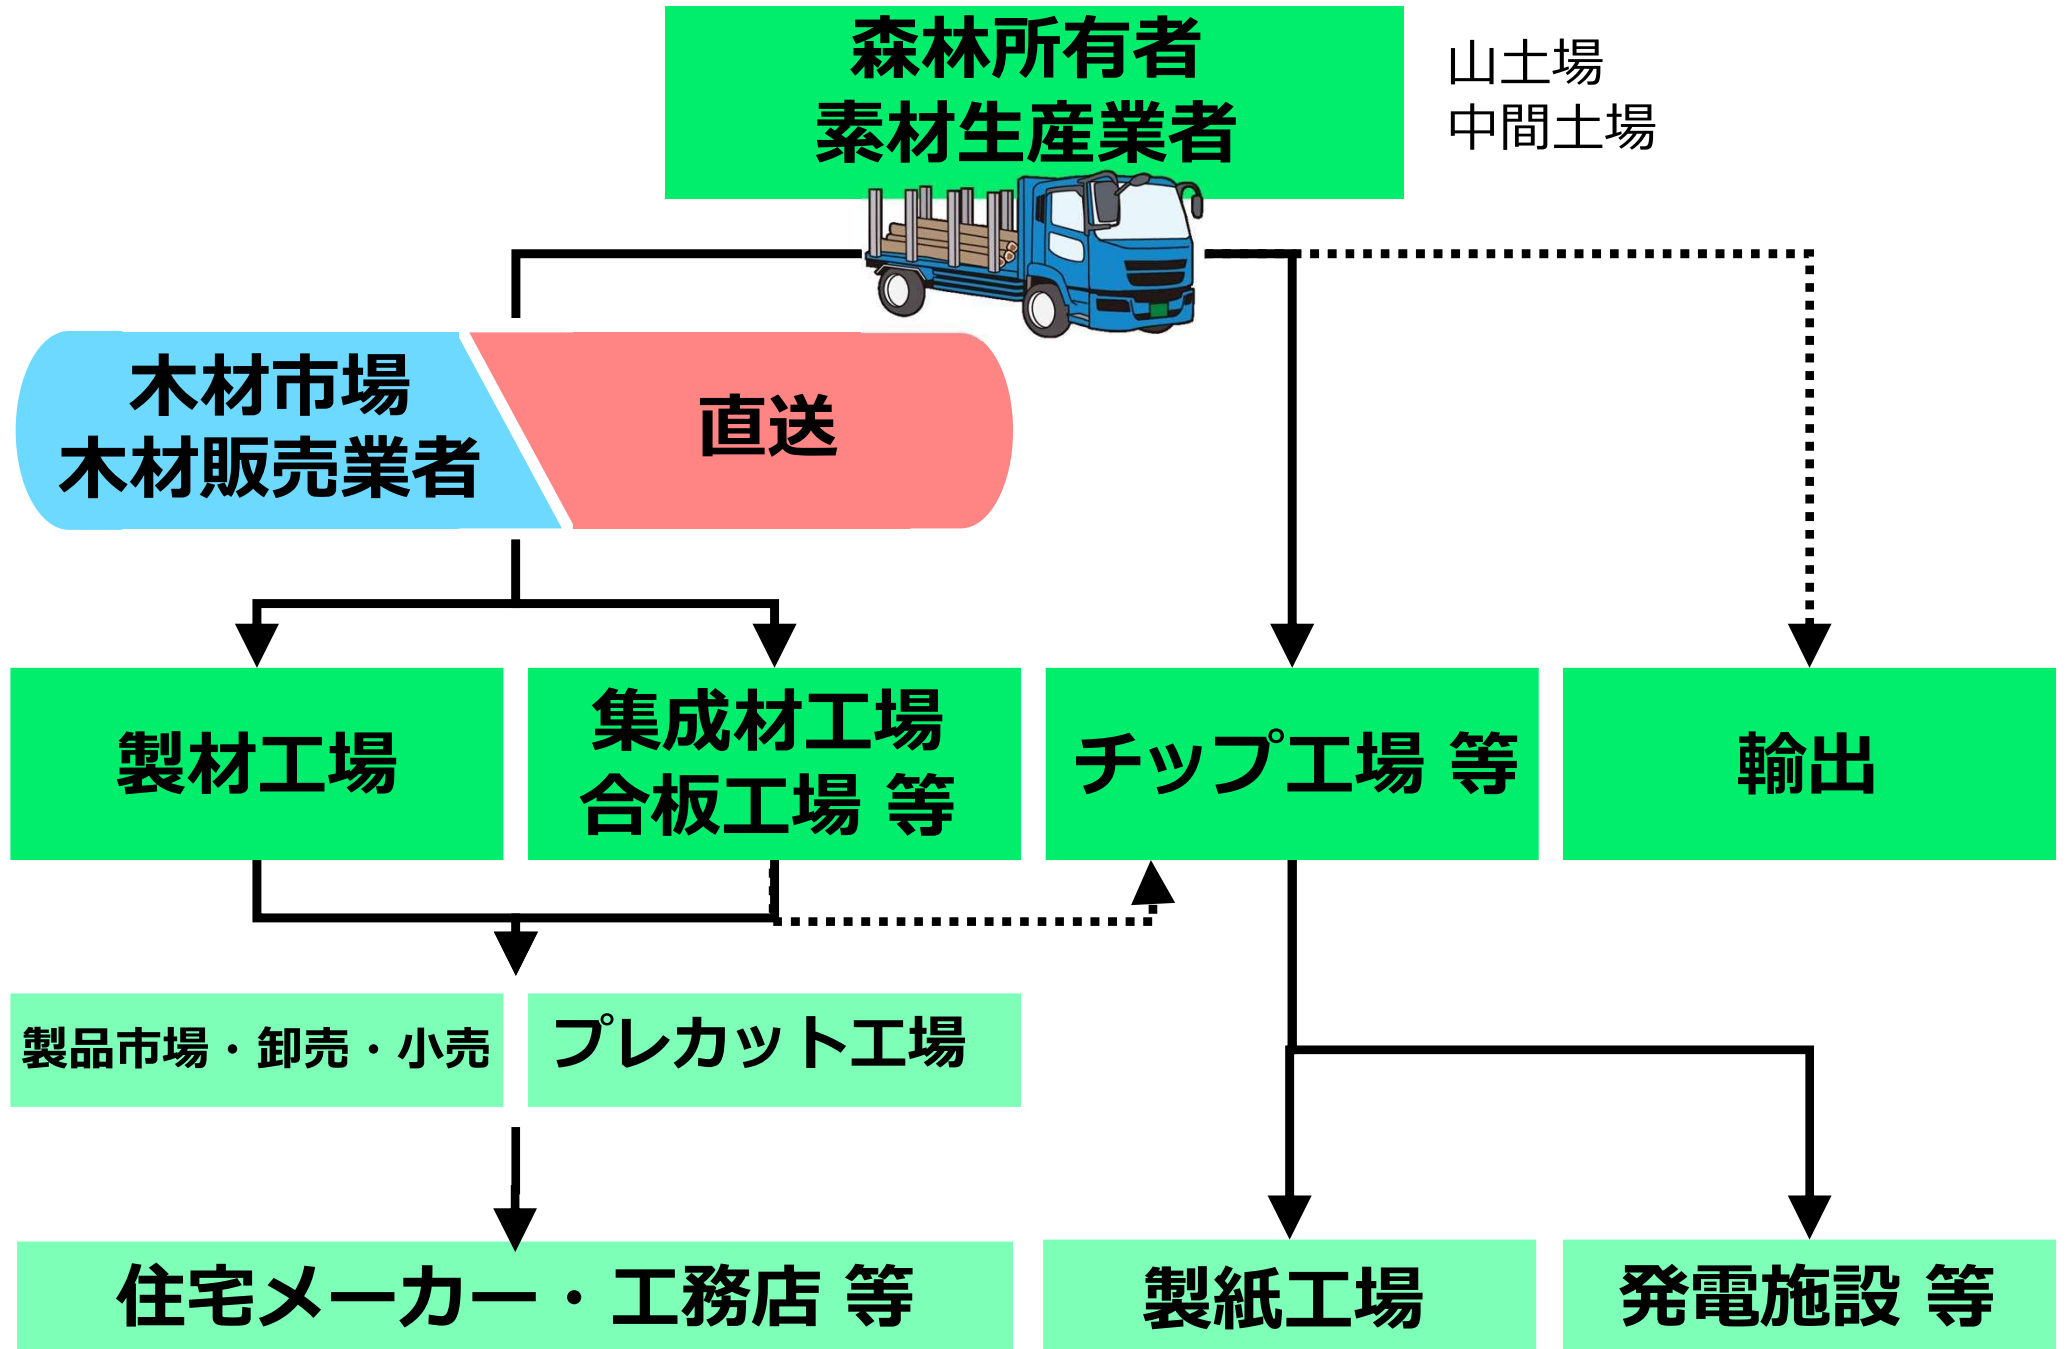 森林所有者
素材生産業者
山土場
中間土場
木材市場
木材販売業者
直送
製材工場
集成材工場
合板工場 等
チップ工場 等
輸出
製品市場・卸売・小売
プレカット工場
住宅メーカー・工務店 等
製紙工場
発電施設 等